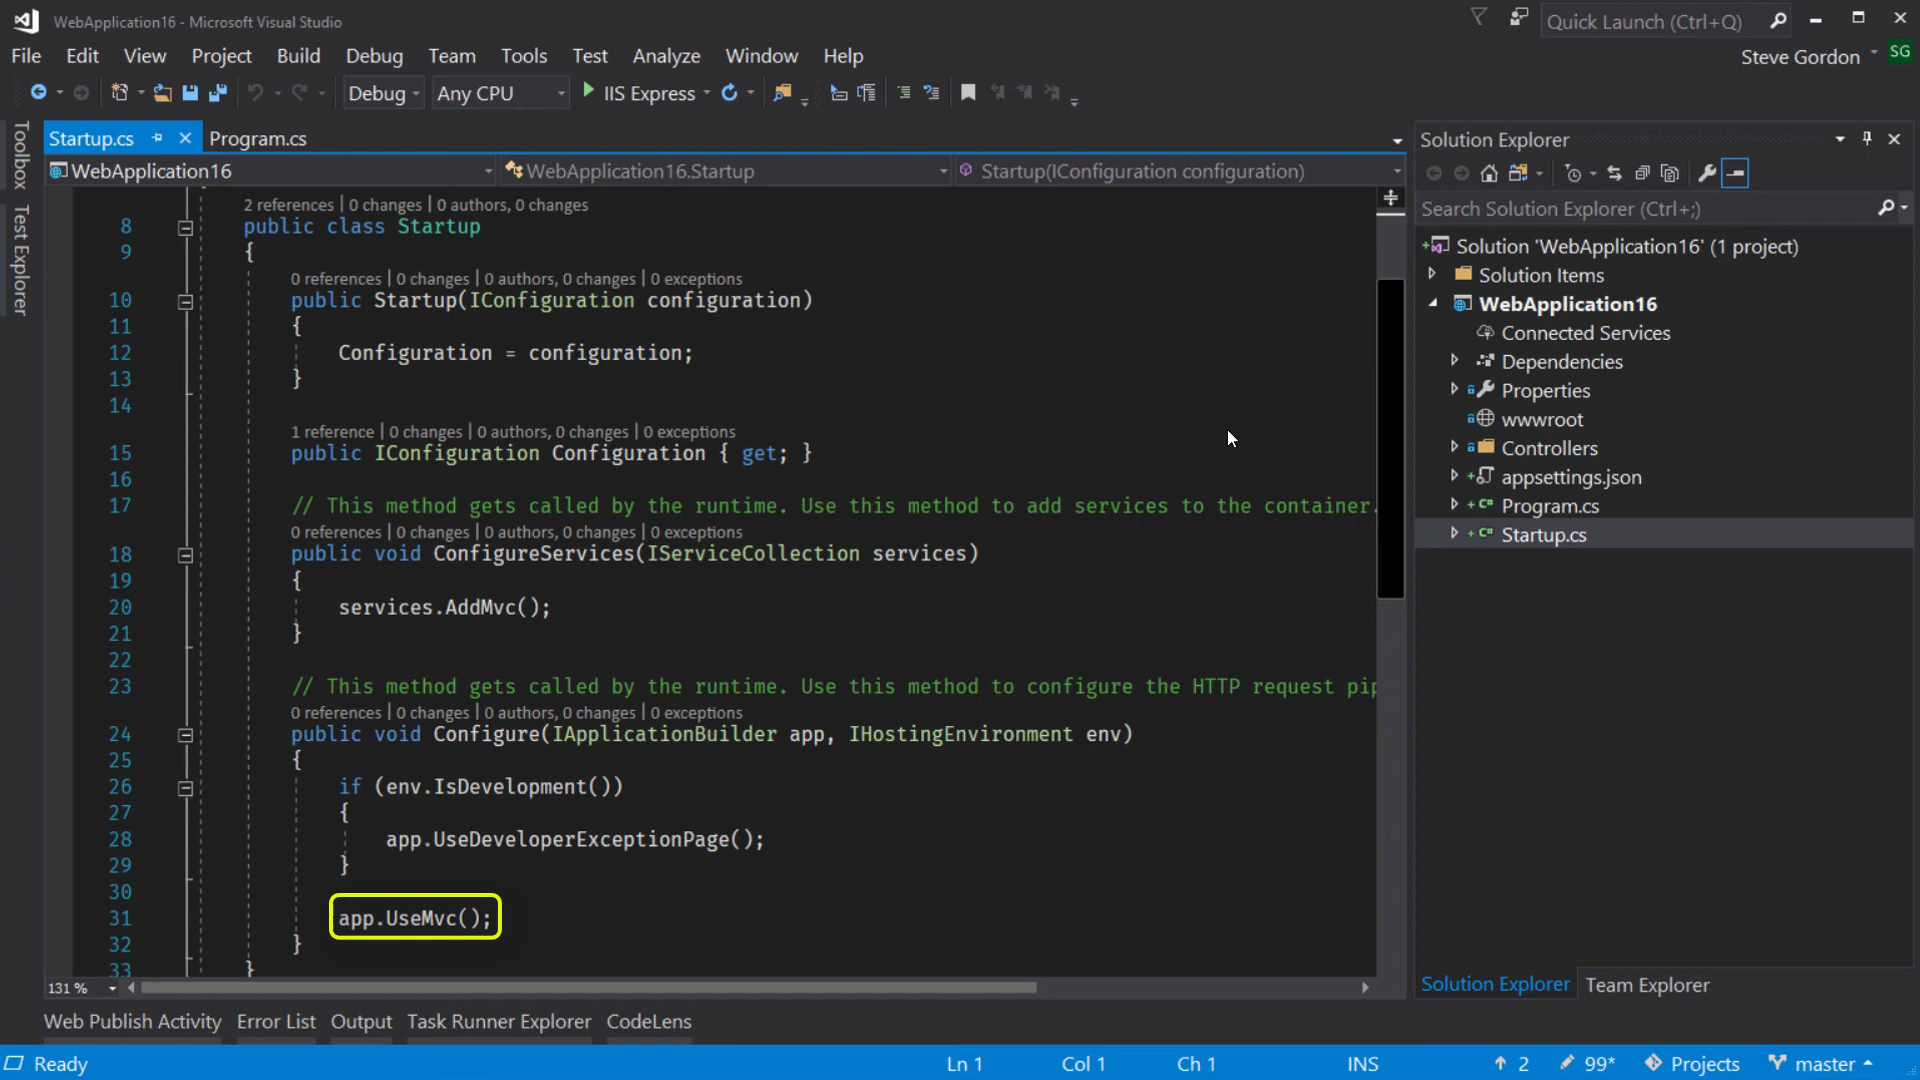 WebApplication16 - Microsoft Visual Studio
Quick Launch (Ctrl+Q)
File Edit View Project Build Debug Team Tools Test Analyze Window Help
Steve Gordon SG
Debug Any CPU IIS Express
Toolbox
Test Explorer
Startup.cs Program.cs
WebApplication16 WebApplication16.Startup Startup(IConfiguration configuration)
2 references | 0 changes | 0 authors, 0 changes
8 public class Startup
9 {
0 references | 0 changes | 0 authors, 0 changes | 0 exceptions
10 public Startup(IConfiguration configuration)
11 {
12 Configuration = configuration;
13 }
14
1 reference | 0 changes | 0 authors, 0 changes | 0 exceptions
15 public IConfiguration Configuration { get; }
16
17 // This method gets called by the runtime. Use this method to add services to the container.
0 references | 0 changes | 0 authors, 0 changes | 0 exceptions
18 public void ConfigureServices(IServiceCollection services)
19 {
20 services.AddMvc();
21 }
22
23 // This method gets called by the runtime. Use this method to configure the HTTP request pip
0 references | 0 changes | 0 authors, 0 changes | 0 exceptions
24 public void Configure(IApplicationBuilder app, IHostingEnvironment env)
25 {
26 if (env.IsDevelopment())
27 {
28 app.UseDeveloperExceptionPage();
29 }
30
31 app.UseMvc();
32 }
33 }
131 %
Solution Explorer
Search Solution Explorer (Ctrl+;)
Solution 'WebApplication16' (1 project)
Solution Items
WebApplication16
Connected Services
Dependencies
Properties
wwwroot
Controllers
appsettings.json
Program.cs
Startup.cs
Solution Explorer Team Explorer
Web Publish Activity Error List Output Task Runner Explorer CodeLens
Ready Ln 1 Col 1 Ch 1 INS 2 99* Projects master